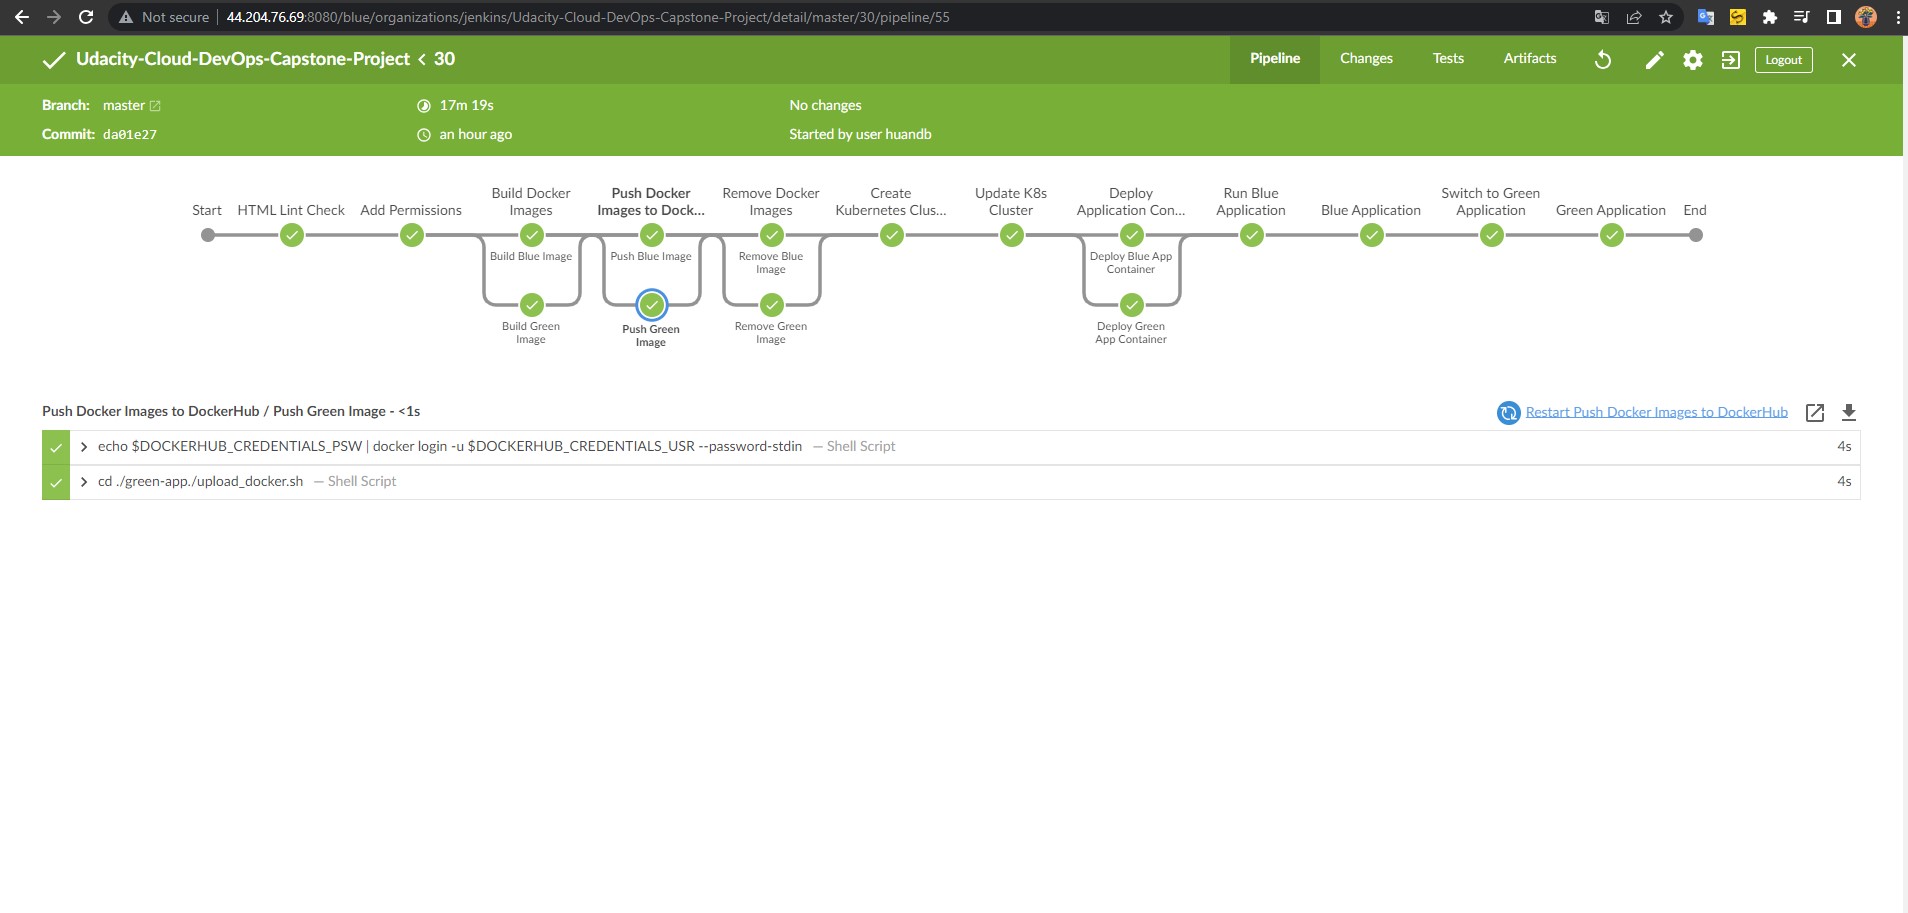 Not secure 44.204.76.69:8080/blue/organizations/jenkins/Udacity-Cloud-DevOps-Capstone-Project/detail/master/30/pipeline/55
Udacity-Cloud-DevOps-Capstone-Project < 30
Pipeline Changes Tests Artifacts Logout
Branch: master 17m 19s No changes
Commit: da01e27 an hour ago Started by user huandb
Start
HTML Lint Check
Add Permissions
Build Docker
Images
Push Docker
Images to Dock...
Remove Docker
Images
Create
Kubernetes Clus...
Update K8s
Cluster
Deploy
Application Con...
Run Blue
Application
Blue Application
Switch to Green
Application
Green Application
End
Build Blue Image
Push Blue Image
Remove Blue
Image
Deploy Blue App
Container
Build Green
Image
Push Green
Image
Remove Green
Image
Deploy Green
App Container
Push Docker Images to DockerHub / Push Green Image - <1s
Restart Push Docker Images to DockerHub
echo $DOCKERHUB_CREDENTIALS_PSW | docker login -u $DOCKERHUB_CREDENTIALS_USR --password-stdin — Shell Script 4s
cd ./green-app./upload_docker.sh — Shell Script 4s